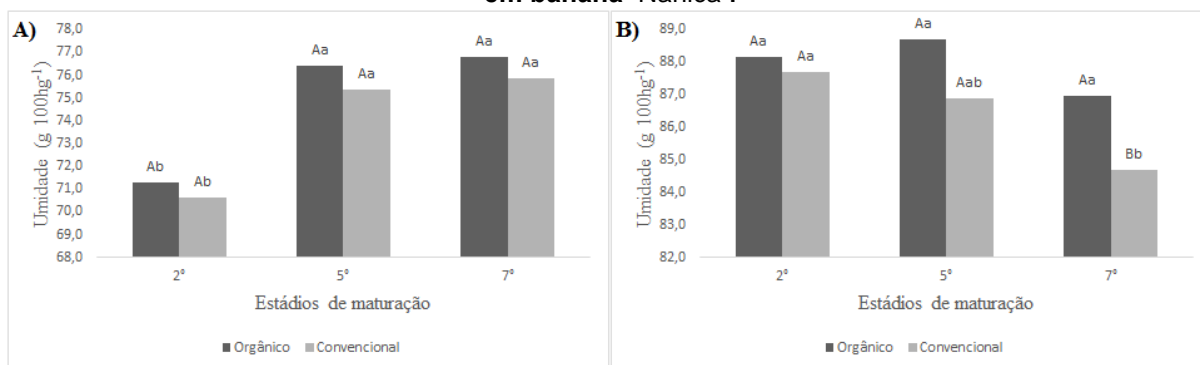 em banana 'Nanica'.
A)
Umidade (g 100hg⁻¹)
78,0
77,0
76,0
75,0
74,0
73,0
72,0
71,0
70,0
69,0
68,0
Ab Ab
Aa Aa
Aa Aa
2° 5° 7°
Estádios de maturação
Orgânico Convencional
B)
Umidade (g 100hg⁻¹)
89,0
88,0
87,0
86,0
85,0
84,0
83,0
82,0
Aa Aa
Aa Aab
Aa Bb
2° 5° 7°
Estádios de maturação
Orgânico Convencional